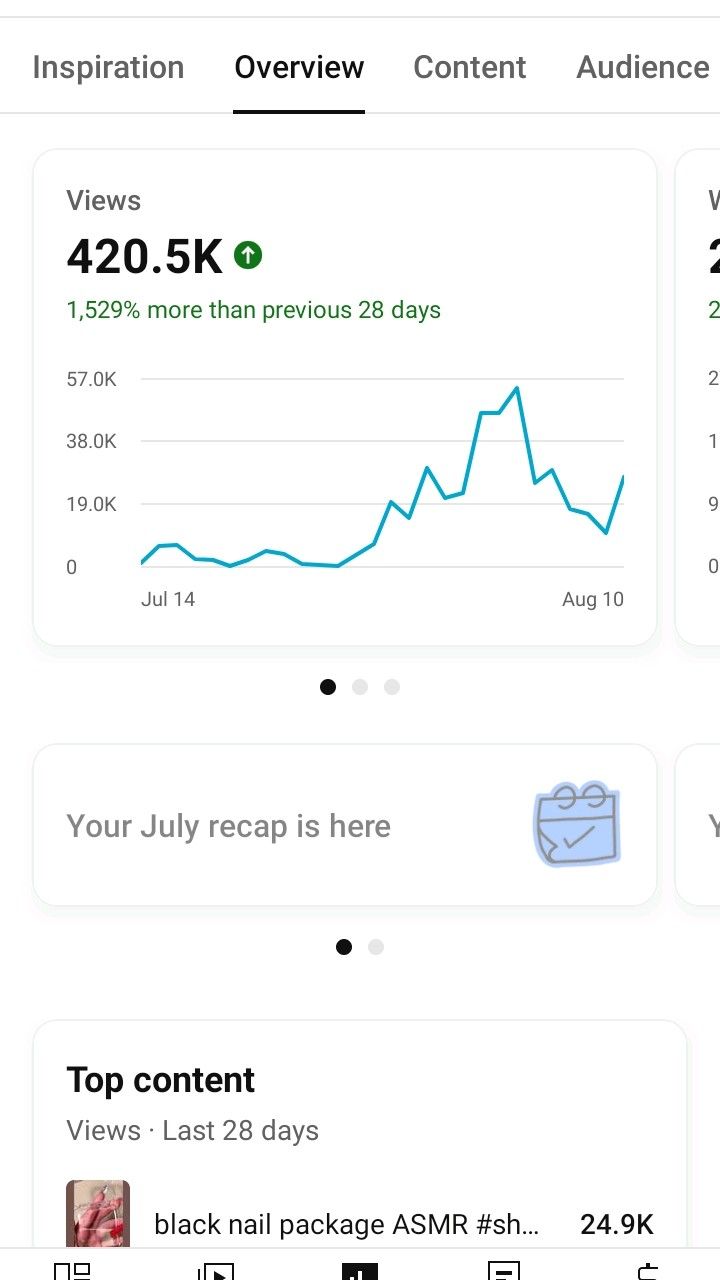 Inspiration Overview Content Audience
Views
420.5K
1,529% more than previous 28 days
57.0K
38.0K
19.0K
0
Jul 14 Aug 10
2
2
1
9
0
Your July recap is here
Top content
Views · Last 28 days
black nail package ASMR #sh... 24.9K